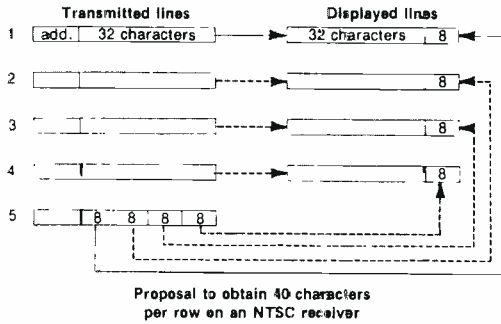 Transmitted lines Displayed lines
1 add. 32 characters 32 characters 8
2 8
3 8
4 8
5 8 8 8 8
Proposal to obtain 40 characters
per row on an NTSC receiver